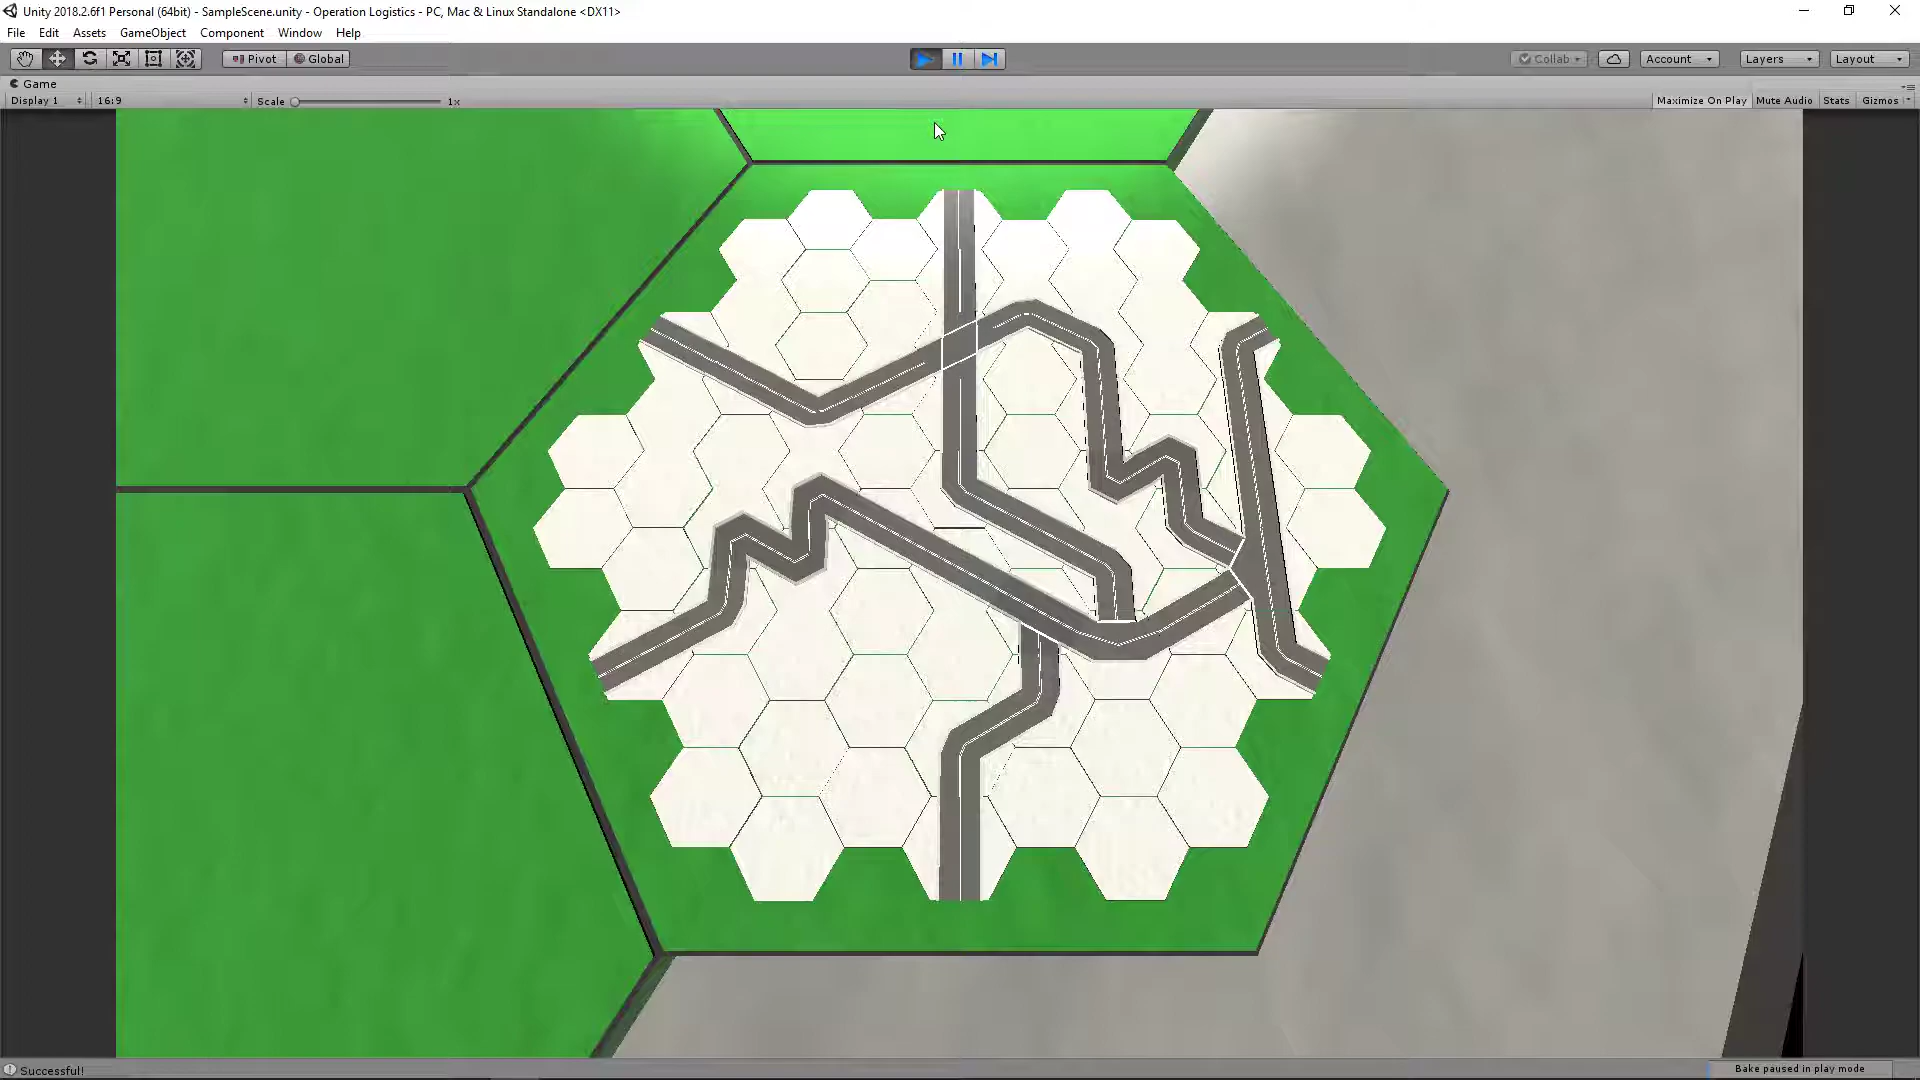 Unity 2018.2.6f1 Personal (64bit) - SampleScene.unity - Operation Logistics - PC, Mac & Linux Standalone <DX11>
File Edit Assets GameObject Component Window Help
Pivot Global Collab Account Layers Layout
Game
Display 1 16:9 Scale 1x Maximize On Play Mute Audio Stats Gizmos
Successful! Bake paused in play mode